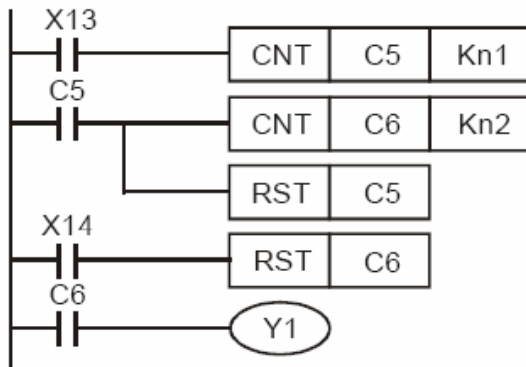 X13
CNT C5 Kn1
C5
CNT C6 Kn2
RST C5
X14
RST C6
C6
Y1